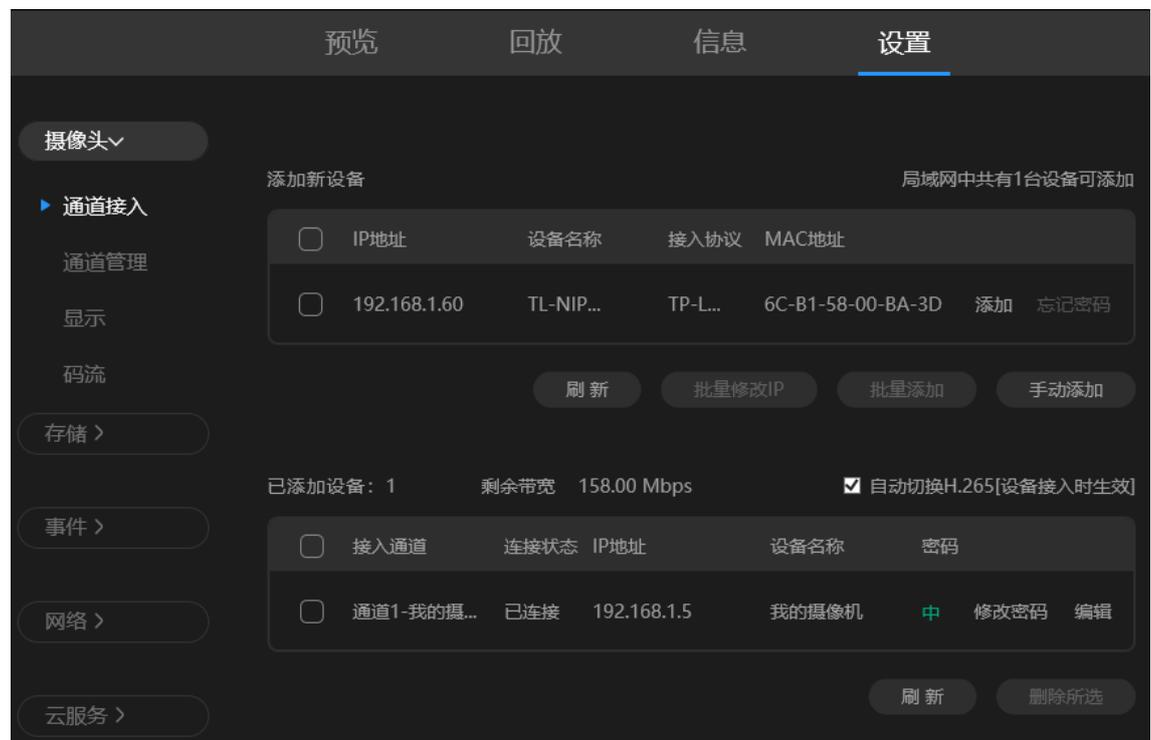 预览 回放 信息 设置
摄像头
通道接入
通道管理
显示
码流
存储
事件
网络
云服务
添加新设备 局域网中共有1台设备可添加
IP地址 设备名称 接入协议 MAC地址
192.168.1.60 TL-NIP... TP-L... 6C-B1-58-00-BA-3D 添加 忘记密码
刷新 批量修改IP 批量添加 手动添加
已添加设备：1 剩余带宽 158.00 Mbps 自动切换H.265[设备接入时生效]
接入通道 连接状态 IP地址 设备名称 密码
通道1-我的摄... 已连接 192.168.1.5 我的摄像机 中 修改密码 编辑
刷新 删除所选